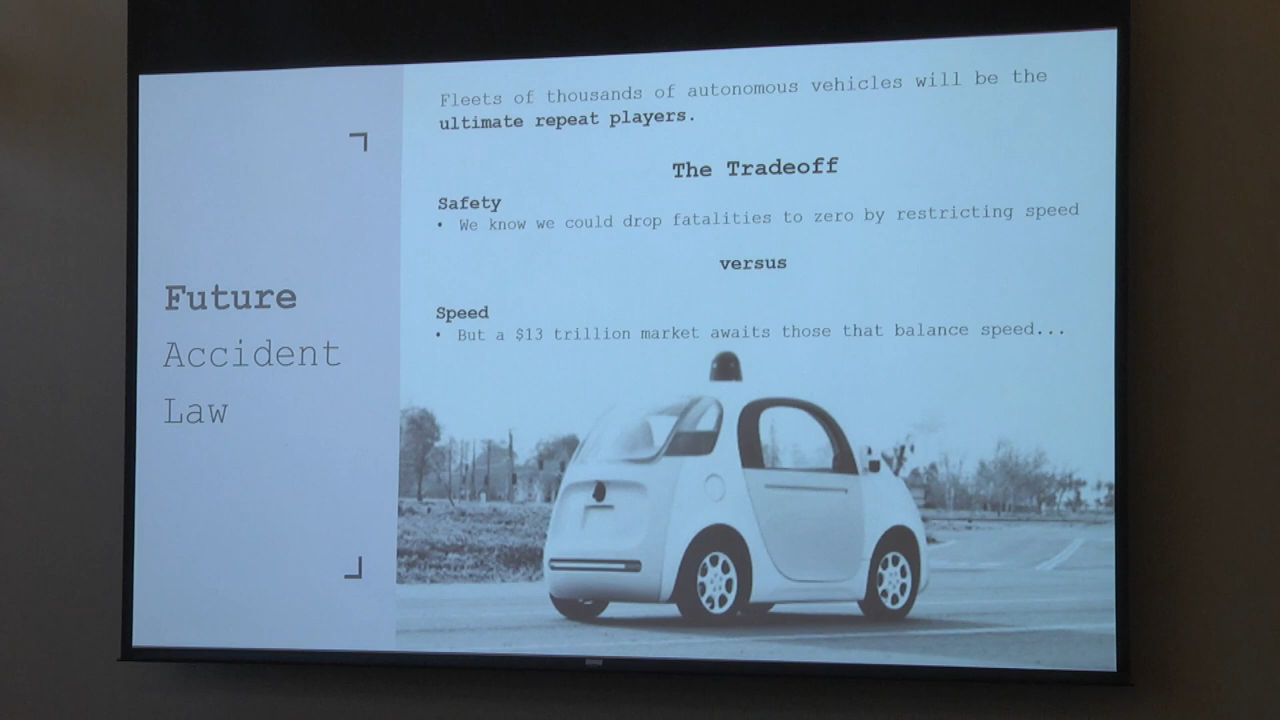 Future
Accident
Law
Fleets of thousands of autonomous vehicles will be the
ultimate repeat players.
The Tradeoff
Safety
• We know we could drop fatalities to zero by restricting speed
versus
Speed
• But a $13 trillion market awaits those that balance speed...